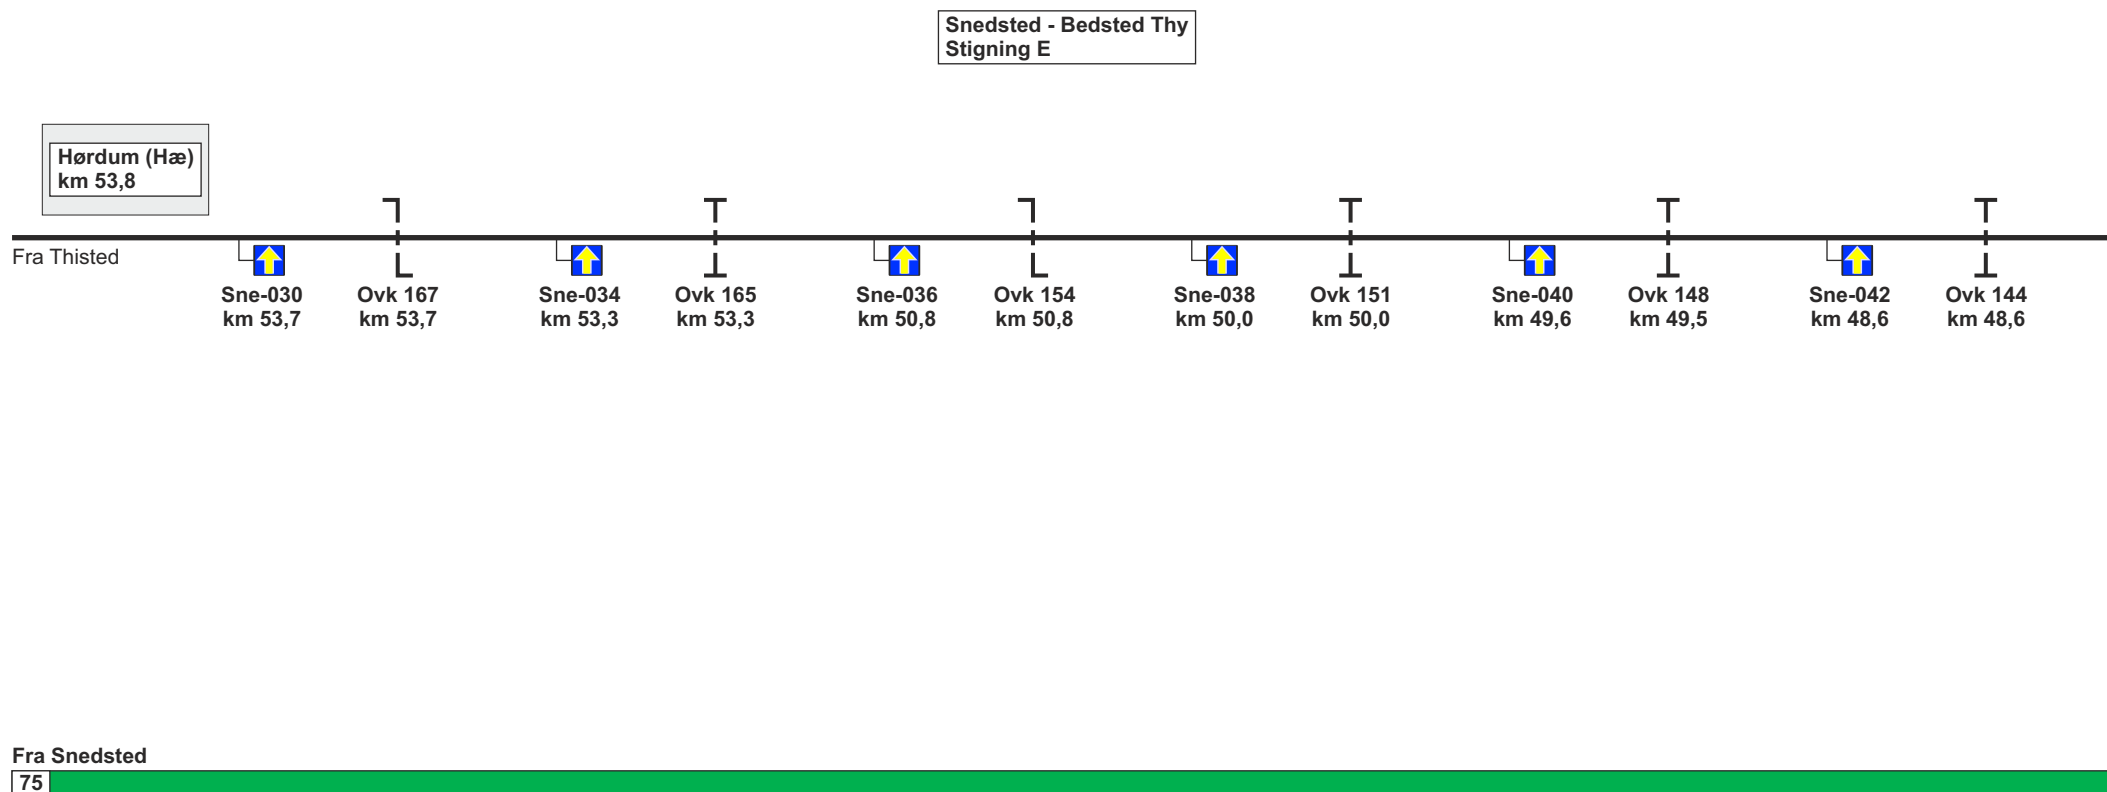 Snedsted - Bedsted Thy
Stigning E
Hørdum (Hæ)
km 53,8
Fra Thisted
Sne-030
km 53,7
Ovk 167
km 53,7
Sne-034
km 53,3
Ovk 165
km 53,3
Sne-036
km 50,8
Ovk 154
km 50,8
Sne-038
km 50,0
Ovk 151
km 50,0
Sne-040
km 49,6
Ovk 148
km 49,5
Sne-042
km 48,6
Ovk 144
km 48,6
Fra Snedsted
75